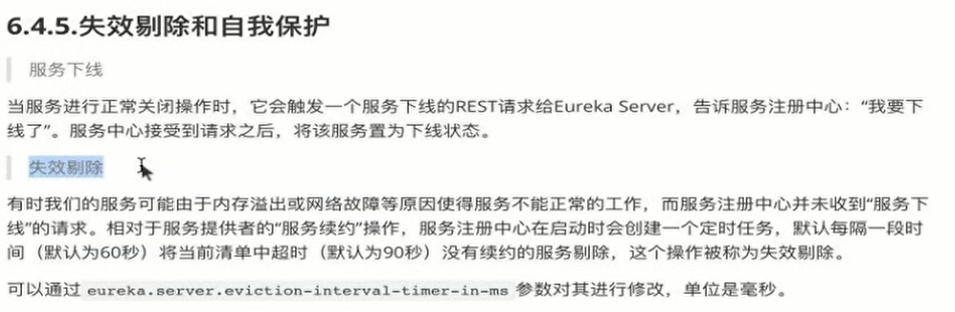 6.4.5.失效剔除和自我保护
服务下线
当服务进行正常关闭操作时，它会触发一个服务下线的REST请求给Eureka Server，告诉服务注册中心：“我要下
线了”。服务中心接受到请求之后，将该服务置为下线状态。
失效剔除
有时我们的服务可能由于内存溢出或网络故障等原因使得服务不能正常的工作，而服务注册中心并未收到“服务下
线”的请求。相对于服务提供者的“服务续约”操作，服务注册中心在启动时会创建一个定时任务，默认每隔一段时
间（默认为60秒）将当前清单中超时（默认为90秒）没有续约的服务剔除，这个操作被称为失效剔除。
可以通过 eureka.server.eviction-interval-timer-in-ms 参数对其进行修改，单位是毫秒。